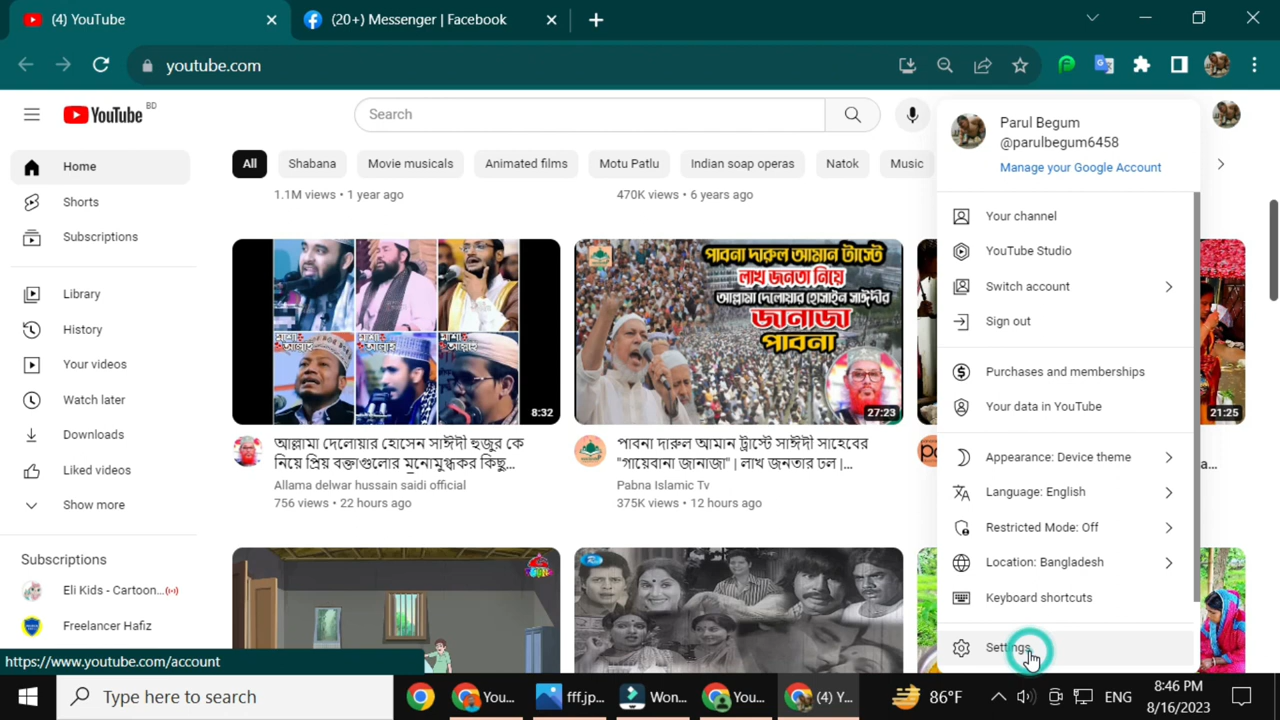 (4) YouTube
(20+) Messenger | Facebook
youtube.com
YouTube BD
Search
Parul Begum
@parulbegum6458
Manage your Google Account
Home
Shorts
Subscriptions
Library
History
Your videos
Watch later
Downloads
Liked videos
Show more
Subscriptions
Eli Kids - Cartoon...
Freelancer Hafiz
All
Shabana
Movie musicals
Animated films
Motu Patlu
Indian soap operas
Natok
Music
1.1M views • 1 year ago
470K views • 6 years ago
8:32
পাবনা দারুল আমান ট্রাস্টে
লাখ জনতা নিয়ে
আল্লামা দেলোয়ার হোসাইন সাঈদীর
জানাজা
পাবনা
27:23
21:25
আল্লামা দেলোয়ার হোসেন সাঈদী হুজুর কে
নিয়ে প্রিয় বক্তাগুলোর মনোমুগ্ধকর কিছু...
Allama delwar hussain saidi official
756 views • 22 hours ago
পাবনা দারুল আমান ট্রাস্টে সাঈদী সাহেবের
"গায়েবানা জানাজা" | লাখ জনতার ঢল |...
Pabna Islamic Tv
375K views • 12 hours ago
Your channel
YouTube Studio
Switch account
Sign out
Purchases and memberships
Your data in YouTube
Appearance: Device theme
Language: English
Restricted Mode: Off
Location: Bangladesh
Keyboard shortcuts
Settings
https://www.youtube.com/account
Type here to search
You...
fff.jp...
Won...
You...
(4) Y...
86°F
ENG
8:46 PM
8/16/2023